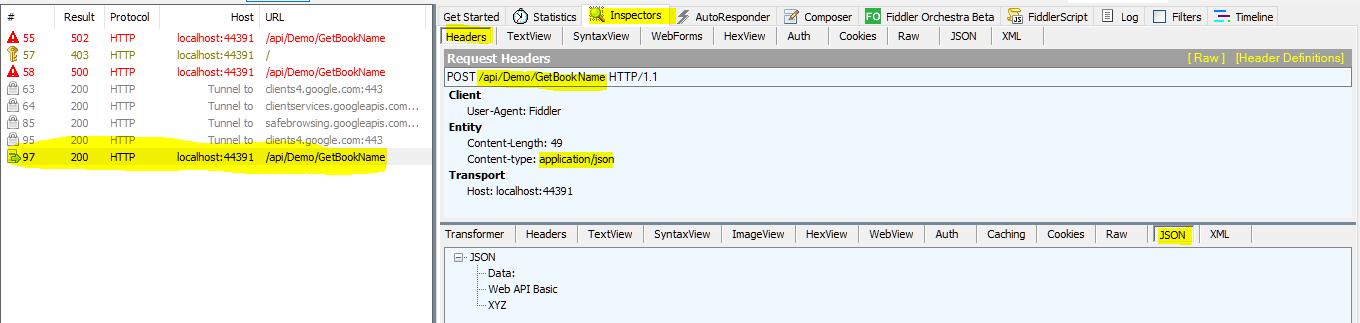 # Result Protocol Host URL
55 502 HTTP localhost:44391 /api/Demo/GetBookName
57 403 HTTP localhost:44391 /
58 500 HTTP localhost:44391 /api/Demo/GetBookName
63 200 HTTP Tunnel to clients4.google.com:443
64 200 HTTP Tunnel to clientservices.googleapis.com...
85 200 HTTP Tunnel to safebrowsing.googleapis.com...
95 200 HTTP Tunnel to clients4.google.com:443
97 200 HTTP localhost:44391 /api/Demo/GetBookName
Get Started Statistics Inspectors AutoResponder Composer FO Fiddler Orchestra Beta JS FiddlerScript Log Filters Timeline
Headers TextView SyntaxView WebForms HexView Auth Cookies Raw JSON XML
Request Headers [ Raw ] [Header Definitions]
POST /api/Demo/GetBookName HTTP/1.1
Client
User-Agent: Fiddler
Entity
Content-Length: 49
Content-type: application/json
Transport
Host: localhost:44391
Transformer Headers TextView SyntaxView ImageView HexView WebView Auth Caching Cookies Raw JSON XML
JSON
Data:
Web API Basic
XYZ